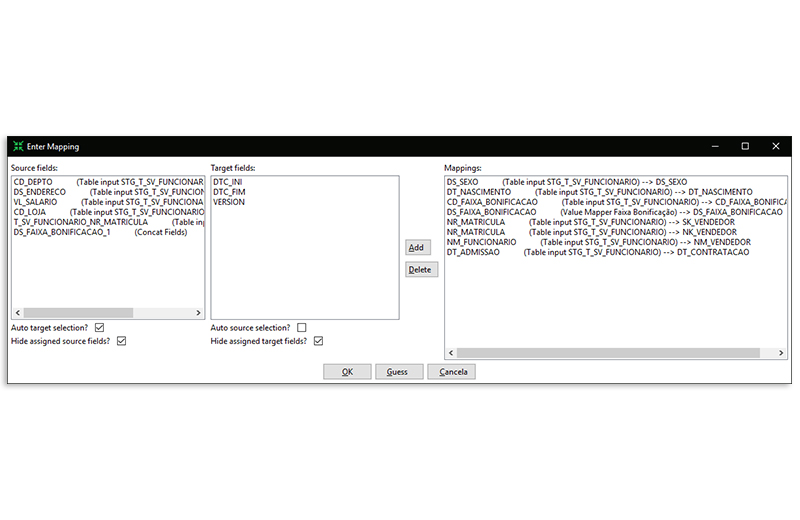 Enter Mapping
Source fields:
CD_DEPTO (Table input STG_T_SV_FUNCIONAR
DS_ENDERECO (Table input STG_T_SV_FUNCION
VL_SALARIO (Table input STG_T_SV_FUNCIONAR
CD_LOJA (Table input STG_T_SV_FUNCIONARIO
T_SV_FUNCIONARIO_NR_MATRICULA (Table in
DS_FAIXA_BONIFICACAO_1 (Concat Fields)
Auto target selection?
Hide assigned source fields?
Target fields:
DTC_INI
DTC_FIM
VERSION
Auto source selection?
Hide assigned target fields?
Add
Delete
Mappings:
DS_SEXO (Table input STG_T_SV_FUNCIONARIO) --> DS_SEXO
DT_NASCIMENTO (Table input STG_T_SV_FUNCIONARIO) --> DT_NASCIMENTO
CD_FAIXA_BONIFICACAO (Table input STG_T_SV_FUNCIONARIO) --> CD_FAIXA_BONIFICA
DS_FAIXA_BONIFICACAO (Value Mapper Faixa Bonificação) --> DS_FAIXA_BONIFICACAO
NR_MATRICULA (Table input STG_T_SV_FUNCIONARIO) --> SK_VENDEDOR
NR_MATRICULA (Table input STG_T_SV_FUNCIONARIO) --> NK_VENDEDOR
NM_FUNCIONARIO (Table input STG_T_SV_FUNCIONARIO) --> NM_VENDEDOR
DT_ADMISSAO (Table input STG_T_SV_FUNCIONARIO) --> DT_CONTRATACAO
OK
Guess
Cancela